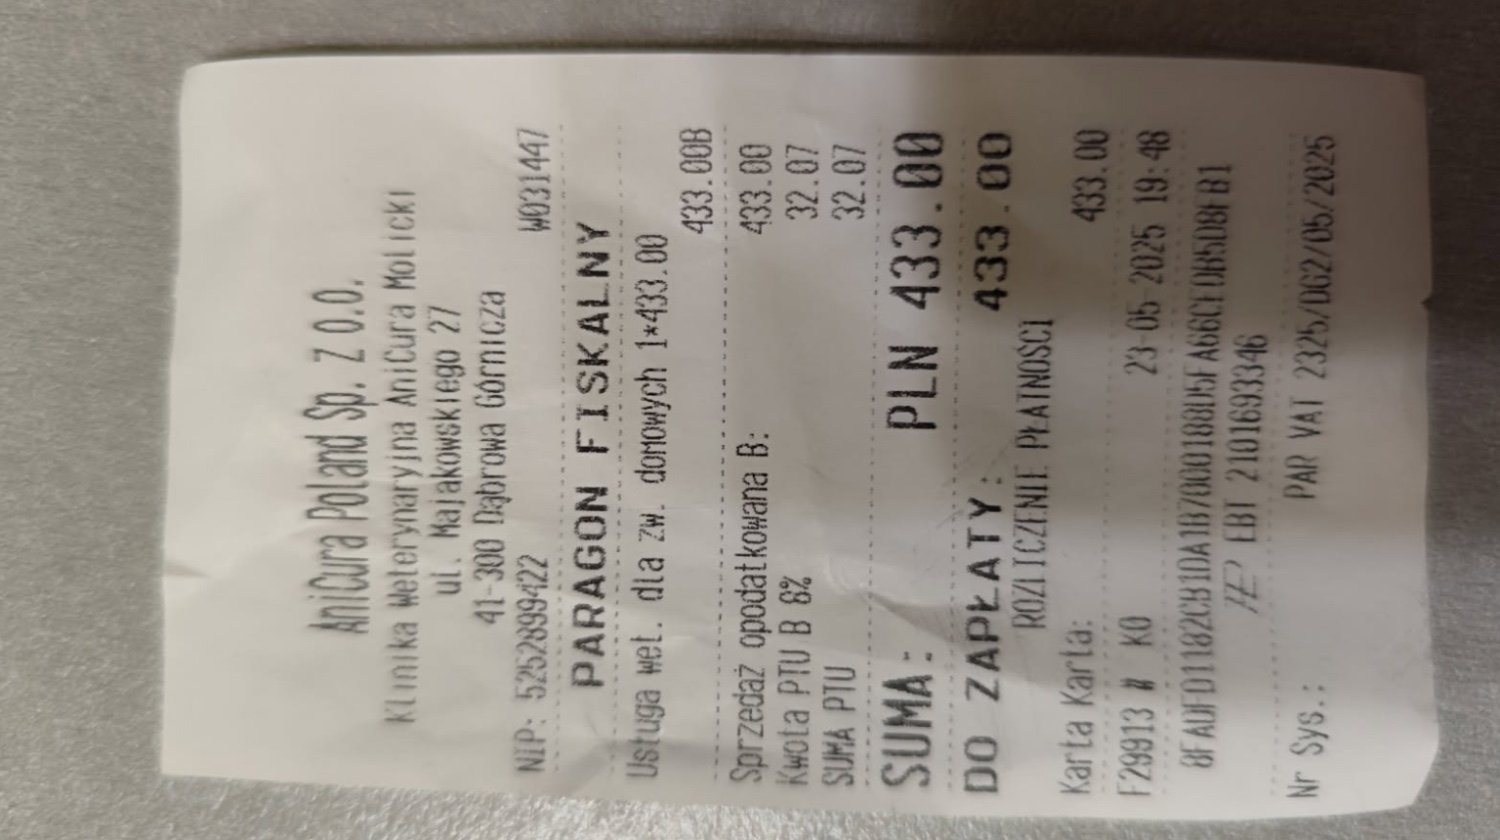 AniCura Poland Sp. Z O.O.
Klinika Weterynaryjna AniCura Molicki
ul. Majakowskiego 27
41-300 Dąbrowa Górnicza
NIP: 5252899422 W031447
PARAGON FISKALNY
Usługa wet. dla zw. domowych 1*433.00
433.00B
Sprzedaż opodatkowana B: 433.00
Kwota PTU B 8% 32.07
SUMA PTU 32.07
SUMA: PLN 433.00
DO ZAPŁATY: 433.00
ROZLICZENIE PŁATNOŚCI
Karta Karta: 433.00
F29913 # K0 23-05-2025 19:48
EBT 2101693346
Nr Sys.: PAR VAT 2325/DG2/05/2025